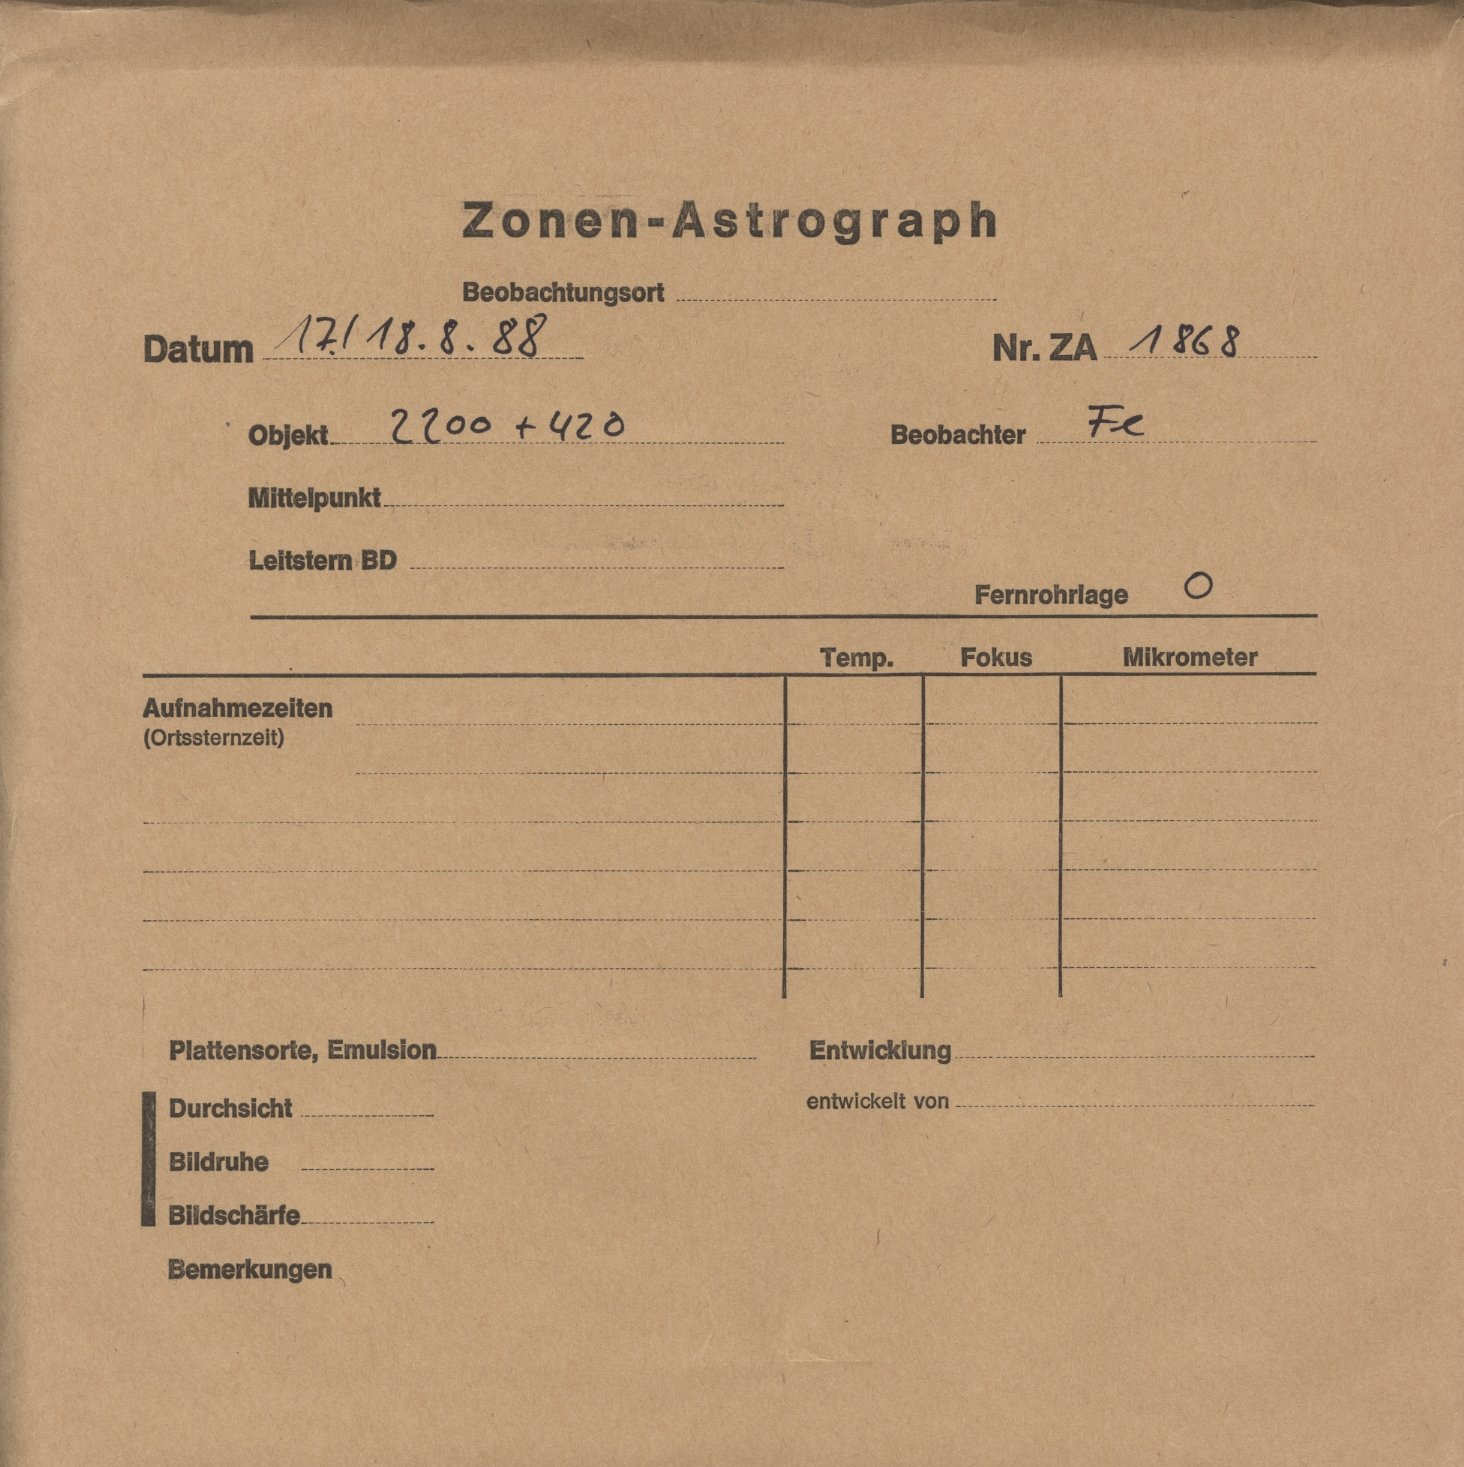 Zonen-Astrograph
Beobachtungsort
Datum 17./18.8.88 Nr. ZA 1868
Objekt 2200 + 420 Beobachter Fe
Mittelpunkt
Leitstern BD
Fernrohrlage O
Temp. Fokus Mikrometer
Aufnahmezeiten
(Ortssternzeit)
Plattensorte, Emulsion Entwicklung
Durchsicht entwickelt von
Bildruhe
Bildschärfe
Bemerkungen